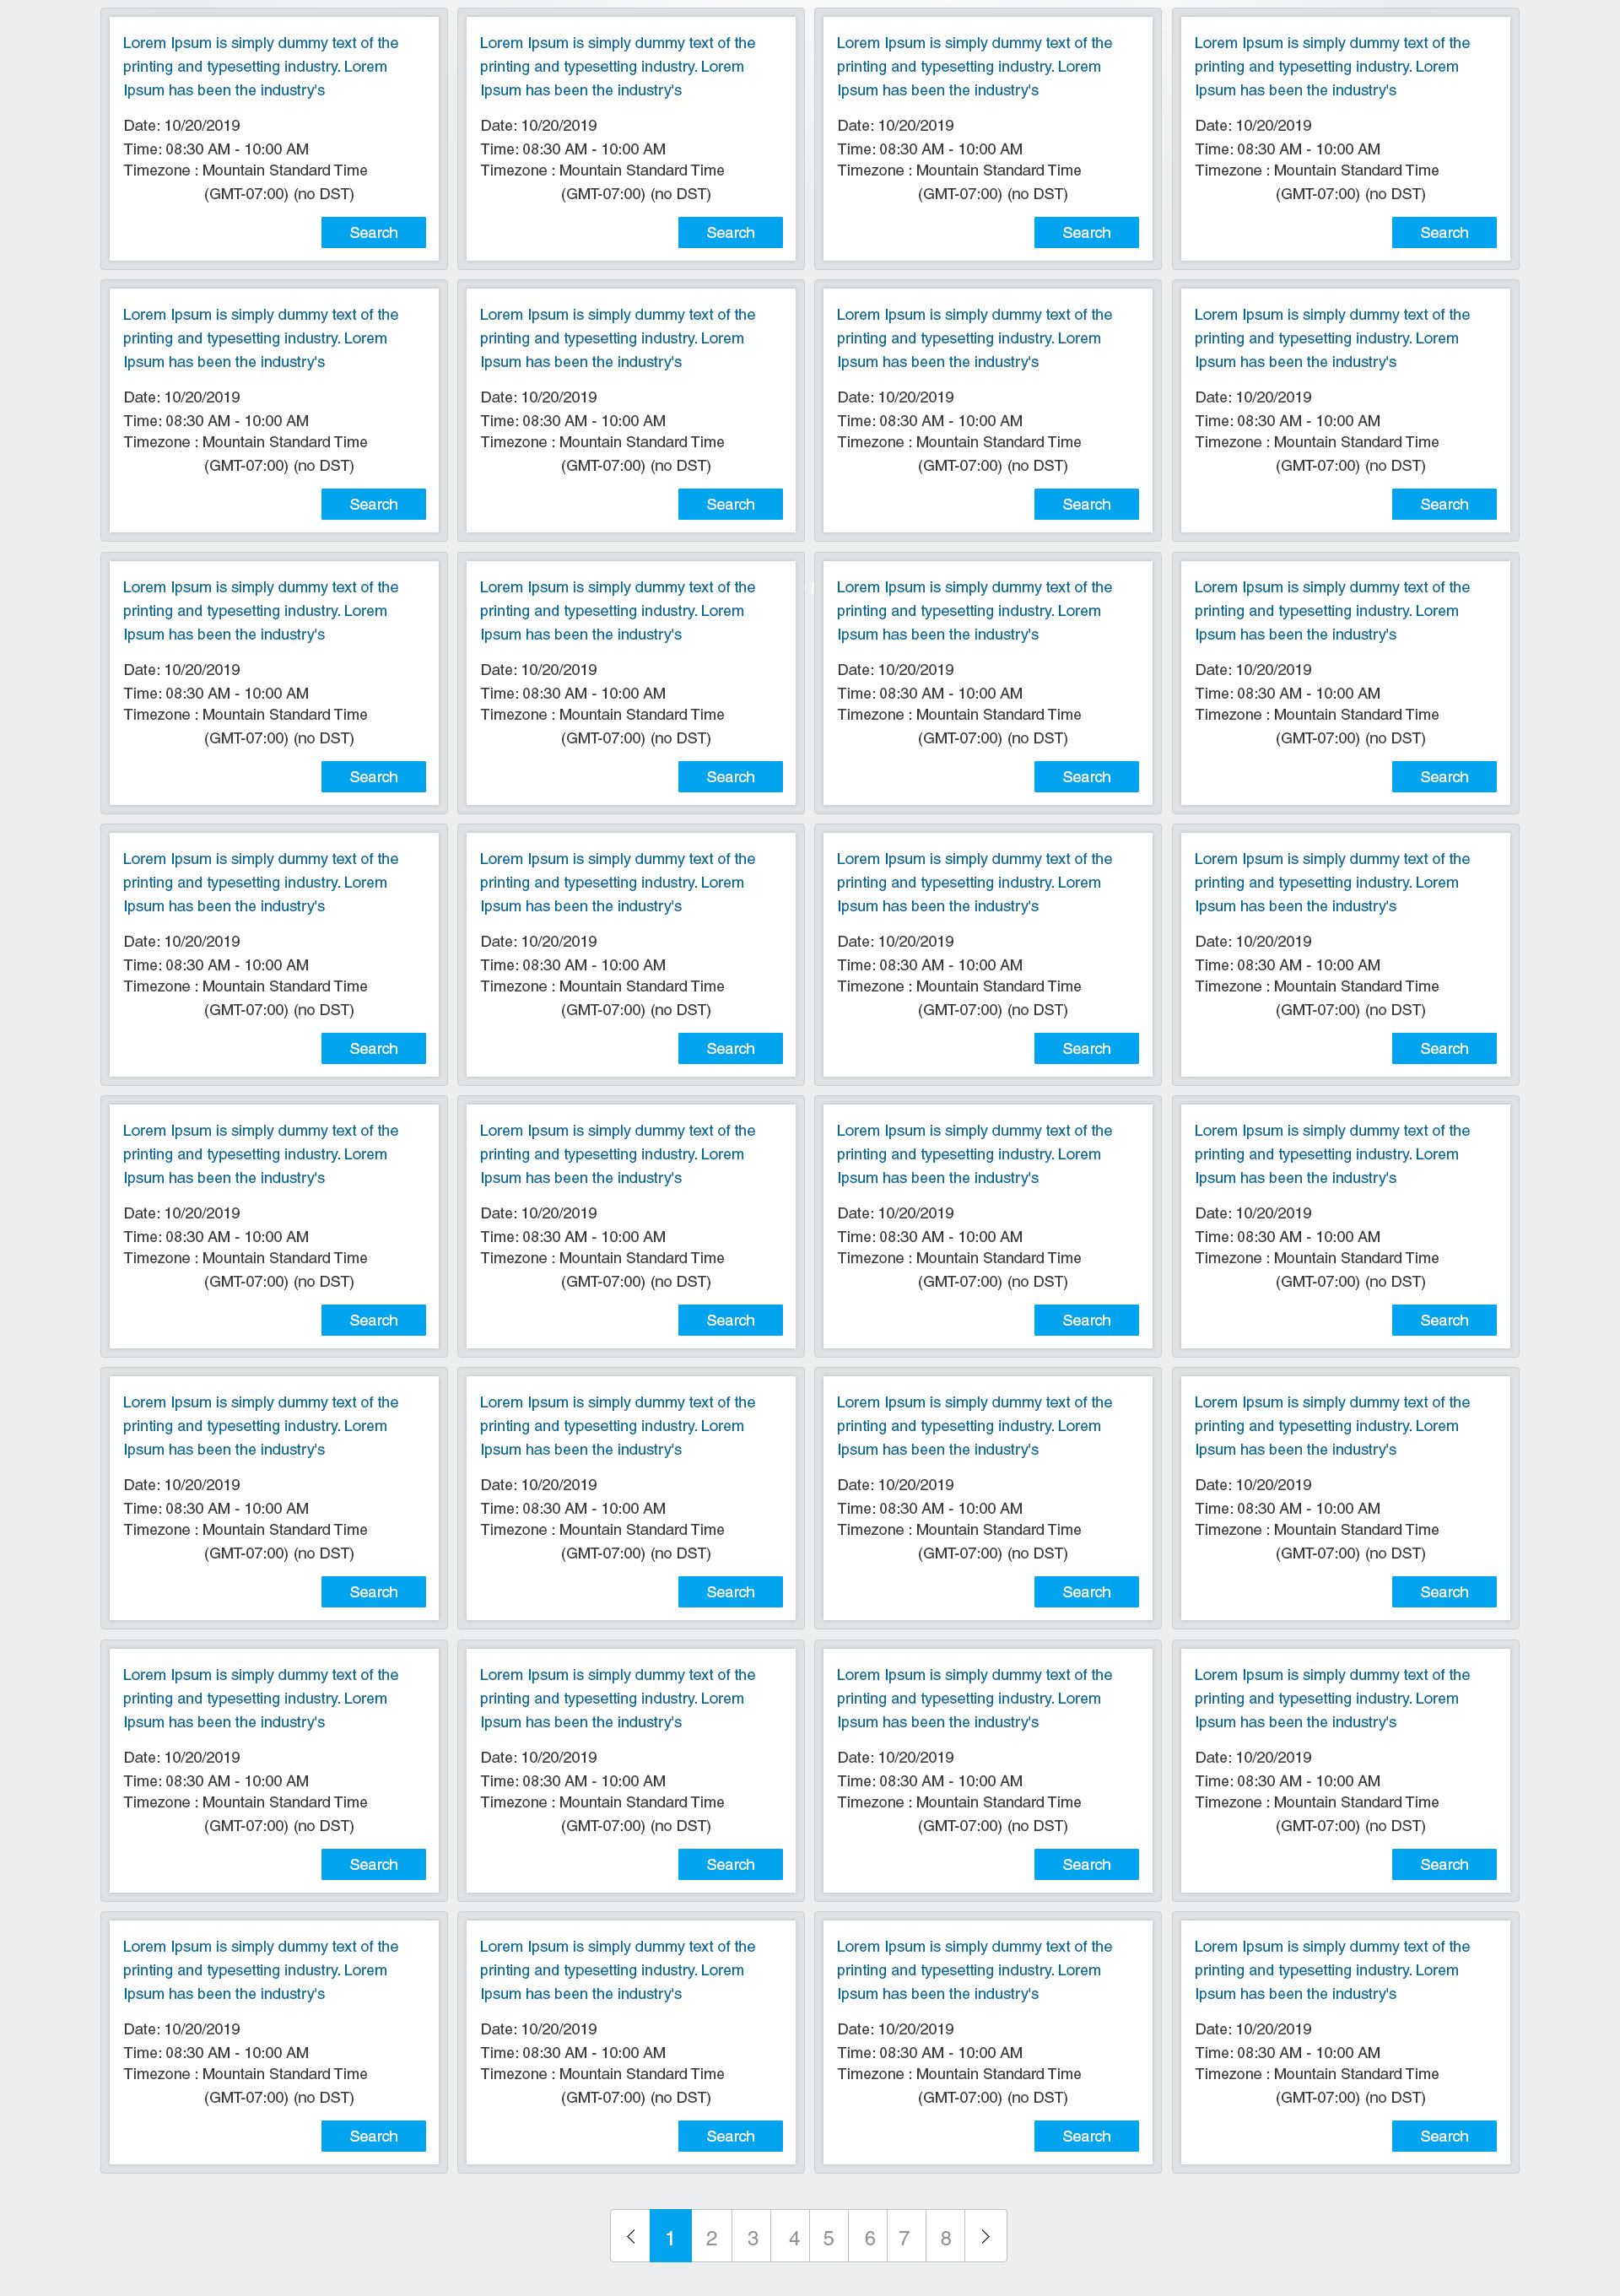 Lorem Ipsum is simply dummy text of the
printing and typesetting industry. Lorem
Ipsum has been the industry's
Date: 10/20/2019
Time: 08:30 AM - 10:00 AM
Timezone : Mountain Standard Time
(GMT-07:00) (no DST)
Search
Lorem Ipsum is simply dummy text of the
printing and typesetting industry. Lorem
Ipsum has been the industry's
Date: 10/20/2019
Time: 08:30 AM - 10:00 AM
Timezone : Mountain Standard Time
(GMT-07:00) (no DST)
Search
Lorem Ipsum is simply dummy text of the
printing and typesetting industry. Lorem
Ipsum has been the industry's
Date: 10/20/2019
Time: 08:30 AM - 10:00 AM
Timezone : Mountain Standard Time
(GMT-07:00) (no DST)
Search
Lorem Ipsum is simply dummy text of the
printing and typesetting industry. Lorem
Ipsum has been the industry's
Date: 10/20/2019
Time: 08:30 AM - 10:00 AM
Timezone : Mountain Standard Time
(GMT-07:00) (no DST)
Search
Lorem Ipsum is simply dummy text of the
printing and typesetting industry. Lorem
Ipsum has been the industry's
Date: 10/20/2019
Time: 08:30 AM - 10:00 AM
Timezone : Mountain Standard Time
(GMT-07:00) (no DST)
Search
Lorem Ipsum is simply dummy text of the
printing and typesetting industry. Lorem
Ipsum has been the industry's
Date: 10/20/2019
Time: 08:30 AM - 10:00 AM
Timezone : Mountain Standard Time
(GMT-07:00) (no DST)
Search
Lorem Ipsum is simply dummy text of the
printing and typesetting industry. Lorem
Ipsum has been the industry's
Date: 10/20/2019
Time: 08:30 AM - 10:00 AM
Timezone : Mountain Standard Time
(GMT-07:00) (no DST)
Search
Lorem Ipsum is simply dummy text of the
printing and typesetting industry. Lorem
Ipsum has been the industry's
Date: 10/20/2019
Time: 08:30 AM - 10:00 AM
Timezone : Mountain Standard Time
(GMT-07:00) (no DST)
Search
Lorem Ipsum is simply dummy text of the
printing and typesetting industry. Lorem
Ipsum has been the industry's
Date: 10/20/2019
Time: 08:30 AM - 10:00 AM
Timezone : Mountain Standard Time
(GMT-07:00) (no DST)
Search
Lorem Ipsum is simply dummy text of the
printing and typesetting industry. Lorem
Ipsum has been the industry's
Date: 10/20/2019
Time: 08:30 AM - 10:00 AM
Timezone : Mountain Standard Time
(GMT-07:00) (no DST)
Search
Lorem Ipsum is simply dummy text of the
printing and typesetting industry. Lorem
Ipsum has been the industry's
Date: 10/20/2019
Time: 08:30 AM - 10:00 AM
Timezone : Mountain Standard Time
(GMT-07:00) (no DST)
Search
Lorem Ipsum is simply dummy text of the
printing and typesetting industry. Lorem
Ipsum has been the industry's
Date: 10/20/2019
Time: 08:30 AM - 10:00 AM
Timezone : Mountain Standard Time
(GMT-07:00) (no DST)
Search
Lorem Ipsum is simply dummy text of the
printing and typesetting industry. Lorem
Ipsum has been the industry's
Date: 10/20/2019
Time: 08:30 AM - 10:00 AM
Timezone : Mountain Standard Time
(GMT-07:00) (no DST)
Search
Lorem Ipsum is simply dummy text of the
printing and typesetting industry. Lorem
Ipsum has been the industry's
Date: 10/20/2019
Time: 08:30 AM - 10:00 AM
Timezone : Mountain Standard Time
(GMT-07:00) (no DST)
Search
Lorem Ipsum is simply dummy text of the
printing and typesetting industry. Lorem
Ipsum has been the industry's
Date: 10/20/2019
Time: 08:30 AM - 10:00 AM
Timezone : Mountain Standard Time
(GMT-07:00) (no DST)
Search
Lorem Ipsum is simply dummy text of the
printing and typesetting industry. Lorem
Ipsum has been the industry's
Date: 10/20/2019
Time: 08:30 AM - 10:00 AM
Timezone : Mountain Standard Time
(GMT-07:00) (no DST)
Search
Lorem Ipsum is simply dummy text of the
printing and typesetting industry. Lorem
Ipsum has been the industry's
Date: 10/20/2019
Time: 08:30 AM - 10:00 AM
Timezone : Mountain Standard Time
(GMT-07:00) (no DST)
Search
Lorem Ipsum is simply dummy text of the
printing and typesetting industry. Lorem
Ipsum has been the industry's
Date: 10/20/2019
Time: 08:30 AM - 10:00 AM
Timezone : Mountain Standard Time
(GMT-07:00) (no DST)
Search
Lorem Ipsum is simply dummy text of the
printing and typesetting industry. Lorem
Ipsum has been the industry's
Date: 10/20/2019
Time: 08:30 AM - 10:00 AM
Timezone : Mountain Standard Time
(GMT-07:00) (no DST)
Search
Lorem Ipsum is simply dummy text of the
printing and typesetting industry. Lorem
Ipsum has been the industry's
Date: 10/20/2019
Time: 08:30 AM - 10:00 AM
Timezone : Mountain Standard Time
(GMT-07:00) (no DST)
Search
Lorem Ipsum is simply dummy text of the
printing and typesetting industry. Lorem
Ipsum has been the industry's
Date: 10/20/2019
Time: 08:30 AM - 10:00 AM
Timezone : Mountain Standard Time
(GMT-07:00) (no DST)
Search
Lorem Ipsum is simply dummy text of the
printing and typesetting industry. Lorem
Ipsum has been the industry's
Date: 10/20/2019
Time: 08:30 AM - 10:00 AM
Timezone : Mountain Standard Time
(GMT-07:00) (no DST)
Search
Lorem Ipsum is simply dummy text of the
printing and typesetting industry. Lorem
Ipsum has been the industry's
Date: 10/20/2019
Time: 08:30 AM - 10:00 AM
Timezone : Mountain Standard Time
(GMT-07:00) (no DST)
Search
Lorem Ipsum is simply dummy text of the
printing and typesetting industry. Lorem
Ipsum has been the industry's
Date: 10/20/2019
Time: 08:30 AM - 10:00 AM
Timezone : Mountain Standard Time
(GMT-07:00) (no DST)
Search
Lorem Ipsum is simply dummy text of the
printing and typesetting industry. Lorem
Ipsum has been the industry's
Date: 10/20/2019
Time: 08:30 AM - 10:00 AM
Timezone : Mountain Standard Time
(GMT-07:00) (no DST)
Search
Lorem Ipsum is simply dummy text of the
printing and typesetting industry. Lorem
Ipsum has been the industry's
Date: 10/20/2019
Time: 08:30 AM - 10:00 AM
Timezone : Mountain Standard Time
(GMT-07:00) (no DST)
Search
Lorem Ipsum is simply dummy text of the
printing and typesetting industry. Lorem
Ipsum has been the industry's
Date: 10/20/2019
Time: 08:30 AM - 10:00 AM
Timezone : Mountain Standard Time
(GMT-07:00) (no DST)
Search
Lorem Ipsum is simply dummy text of the
printing and typesetting industry. Lorem
Ipsum has been the industry's
Date: 10/20/2019
Time: 08:30 AM - 10:00 AM
Timezone : Mountain Standard Time
(GMT-07:00) (no DST)
Search
Lorem Ipsum is simply dummy text of the
printing and typesetting industry. Lorem
Ipsum has been the industry's
Date: 10/20/2019
Time: 08:30 AM - 10:00 AM
Timezone : Mountain Standard Time
(GMT-07:00) (no DST)
Search
Lorem Ipsum is simply dummy text of the
printing and typesetting industry. Lorem
Ipsum has been the industry's
Date: 10/20/2019
Time: 08:30 AM - 10:00 AM
Timezone : Mountain Standard Time
(GMT-07:00) (no DST)
Search
Lorem Ipsum is simply dummy text of the
printing and typesetting industry. Lorem
Ipsum has been the industry's
Date: 10/20/2019
Time: 08:30 AM - 10:00 AM
Timezone : Mountain Standard Time
(GMT-07:00) (no DST)
Search
Lorem Ipsum is simply dummy text of the
printing and typesetting industry. Lorem
Ipsum has been the industry's
Date: 10/20/2019
Time: 08:30 AM - 10:00 AM
Timezone : Mountain Standard Time
(GMT-07:00) (no DST)
Search
1 2 3 4 5 6 7 8